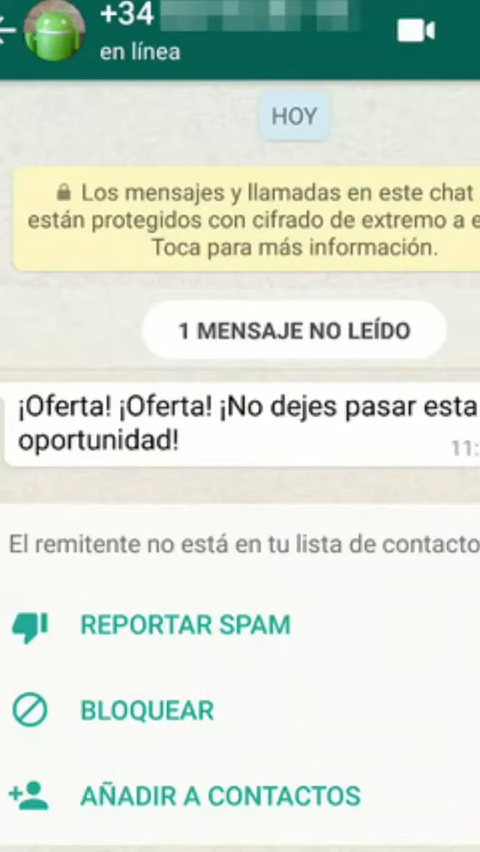 +34
en línea
HOY
Los mensajes y llamadas en este chat
están protegidos con cifrado de extremo a
Toca para más información.
1 MENSAJE NO LEÍDO
¡Oferta! ¡Oferta! ¡No dejes pasar esta
oportunidad!
11:
El remitente no está en tu lista de contacto
REPORTAR SPAM
BLOQUEAR
AÑADIR A CONTACTOS